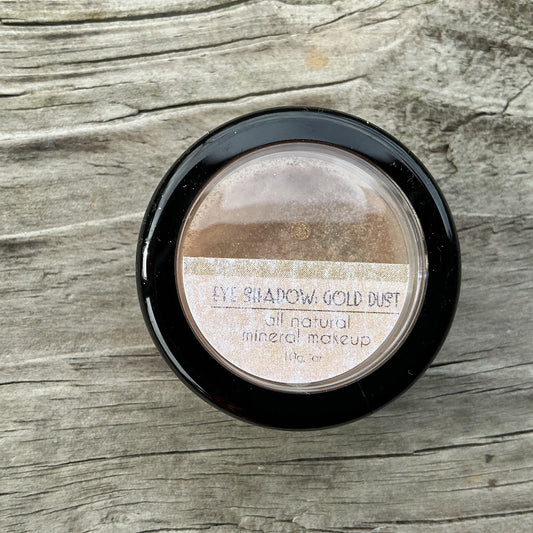 EYE SHADOW: GOLD DUST
all natural
mineral makeup